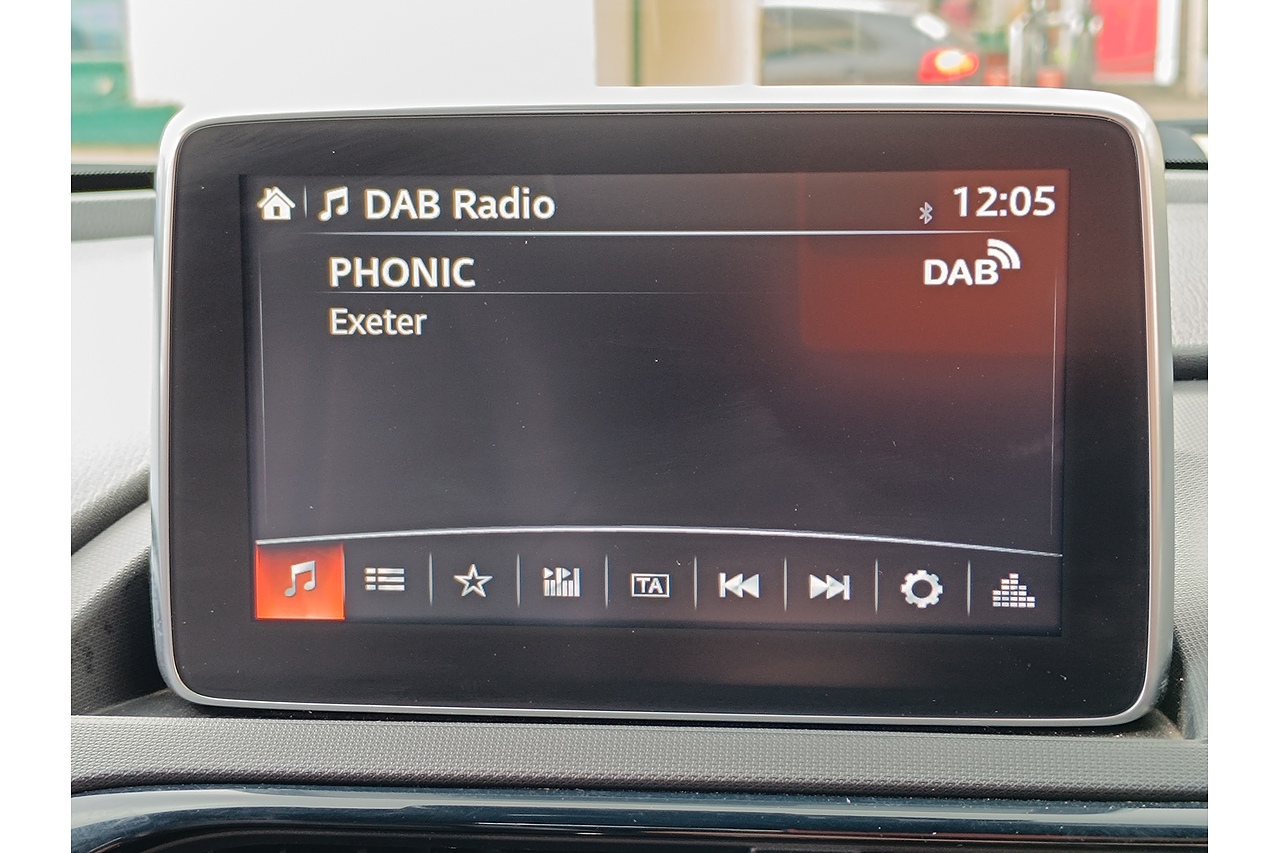 DAB Radio 12:05
PHONIC DAB
Exeter
TA